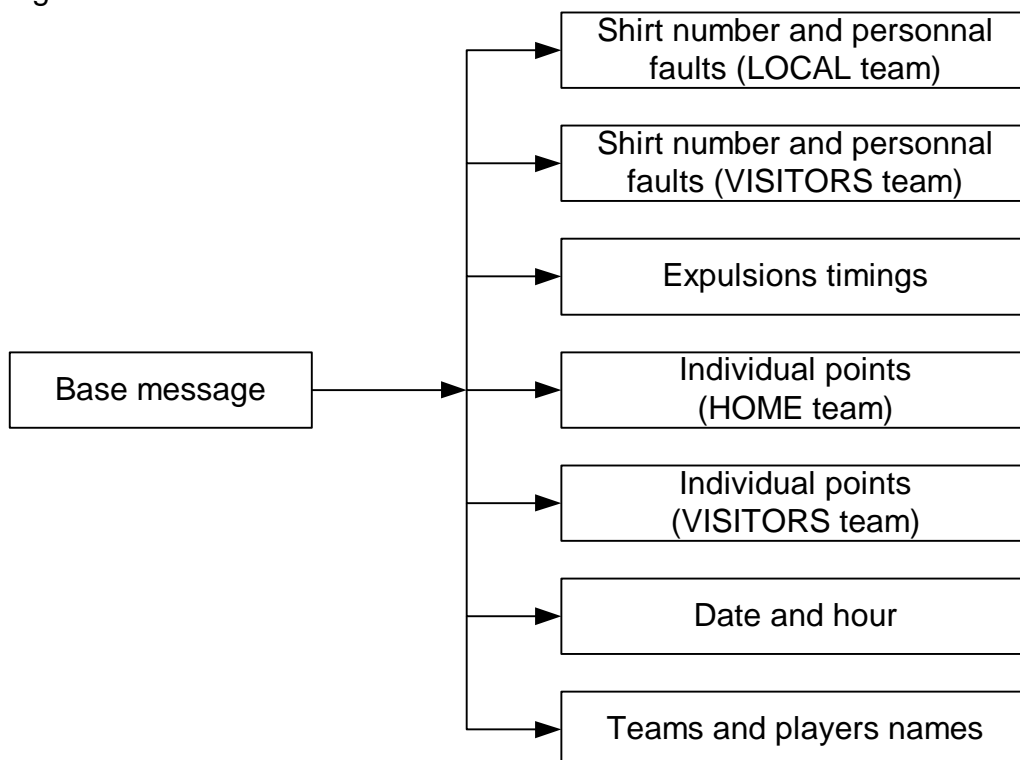 Shirt number and personnal
faults (LOCAL team)
Shirt number and personnal
faults (VISITORS team)
Expulsions timings
Base message
Individual points
(HOME team)
Individual points
(VISITORS team)
Date and hour
Teams and players names